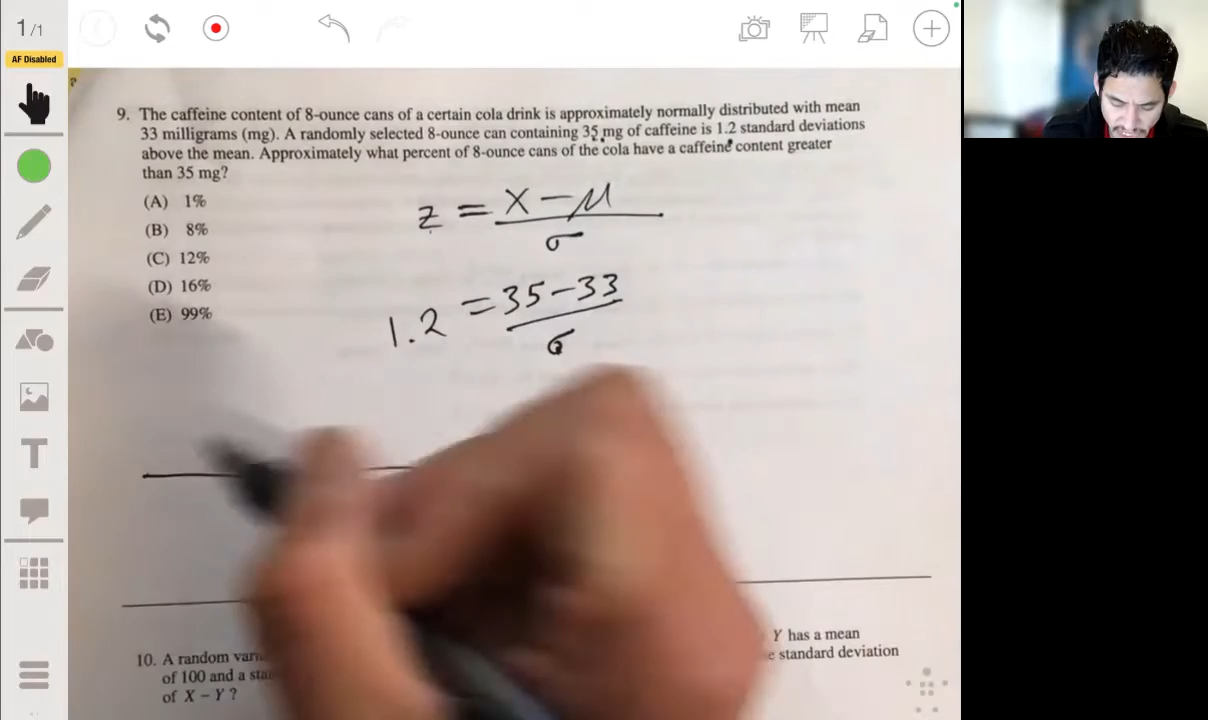 1/1
AF Disabled
9. The caffeine content of 8-ounce cans of a certain cola drink is approximately normally distributed with mean
33 milligrams (mg). A randomly selected 8-ounce can containing 35 mg of caffeine is 1.2 standard deviations
above the mean. Approximately what percent of 8-ounce cans of the cola have a caffeine content greater
than 35 mg?
(A) 1%
(B) 8%
(C) 12%
(D) 16%
(E) 99%
z = x - μ
σ
1.2 = 35 - 33
σ
T
Y has a mean
10. A random
standard deviation
of 100 and a
of X - Y?